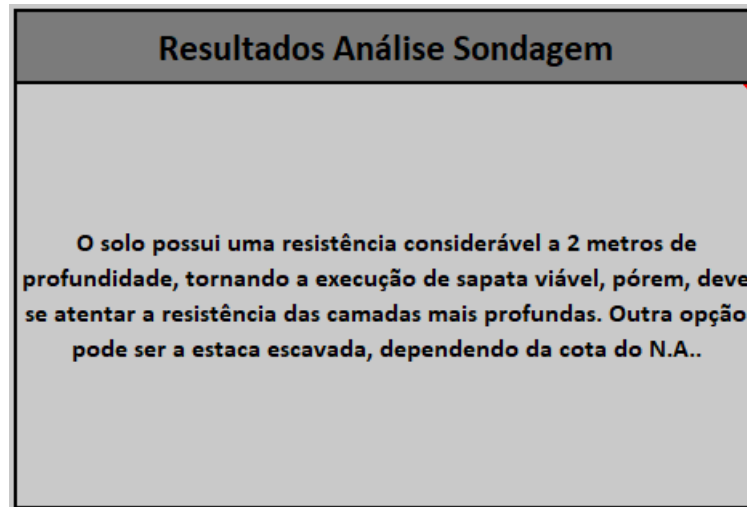 Resultados Análise Sondagem
O solo possui uma resistência considerável a 2 metros de
profundidade, tornando a execução de sapata viável, pórem, deve
se atentar a resistência das camadas mais profundas. Outra opção
pode ser a estaca escavada, dependendo da cota do N.A..